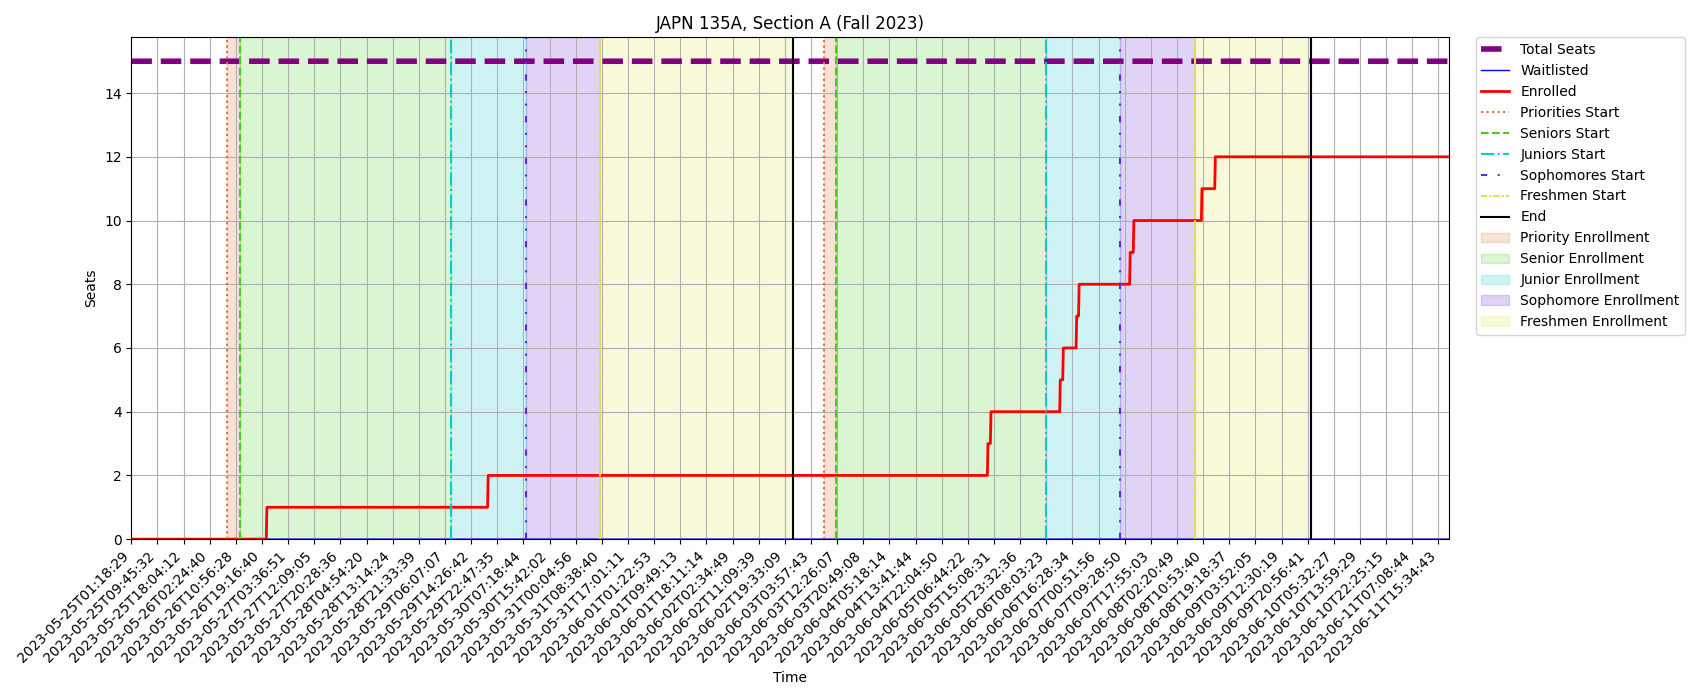 JAPN 135A, Section A (Fall 2023)
Seats
0
2
4
6
8
10
12
14
2023-05-25T01:18:29
2023-05-25T09:45:32
2023-05-25T18:04:12
2023-05-26T02:24:40
2023-05-26T10:56:28
2023-05-26T19:16:40
2023-05-27T03:36:51
2023-05-27T12:09:05
2023-05-27T20:28:36
2023-05-28T04:54:20
2023-05-28T13:14:24
2023-05-28T21:33:39
2023-05-29T06:07:07
2023-05-29T14:26:42
2023-05-29T22:47:35
2023-05-30T07:18:44
2023-05-30T15:42:02
2023-05-31T00:04:56
2023-05-31T08:38:40
2023-05-31T17:01:11
2023-06-01T01:22:53
2023-06-01T09:49:13
2023-06-01T18:11:14
2023-06-02T02:34:49
2023-06-02T11:09:39
2023-06-02T19:33:09
2023-06-03T03:57:43
2023-06-03T12:26:07
2023-06-03T20:49:08
2023-06-04T05:18:14
2023-06-04T13:41:44
2023-06-04T22:04:50
2023-06-05T06:44:22
2023-06-05T15:08:31
2023-06-05T23:32:36
2023-06-06T08:03:23
2023-06-06T16:28:34
2023-06-07T00:51:56
2023-06-07T09:28:50
2023-06-07T17:55:03
2023-06-08T02:20:49
2023-06-08T10:53:40
2023-06-08T19:18:37
2023-06-09T03:52:05
2023-06-09T12:30:19
2023-06-09T20:56:41
2023-06-10T05:32:27
2023-06-10T13:59:29
2023-06-10T22:25:15
2023-06-11T07:08:44
2023-06-11T15:34:43
Time
Total Seats
Waitlisted
Enrolled
Priorities Start
Seniors Start
Juniors Start
Sophomores Start
Freshmen Start
End
Priority Enrollment
Senior Enrollment
Junior Enrollment
Sophomore Enrollment
Freshmen Enrollment